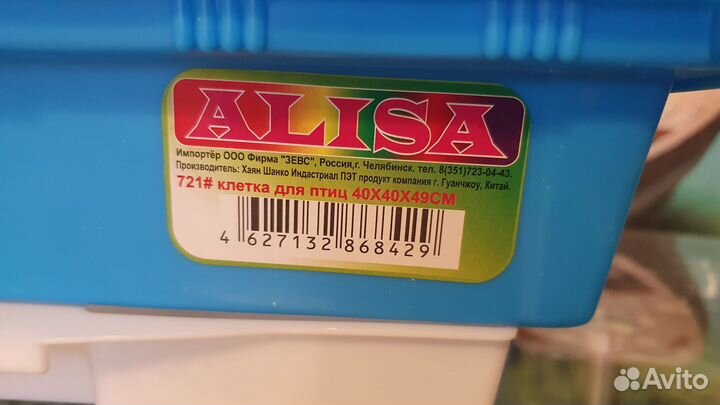 ALISA
Импортёр ООО Фирма "ЗЕВС", Россия,г. Челябинск. тел. 8(351)723-04-43.
Производитель: Хаян Шанко Индастриал ПЭТ продукт компания г. Гуанчжоу, Китай.
721# клетка для птиц 40X40X49СМ
4 627132 868429
Avito